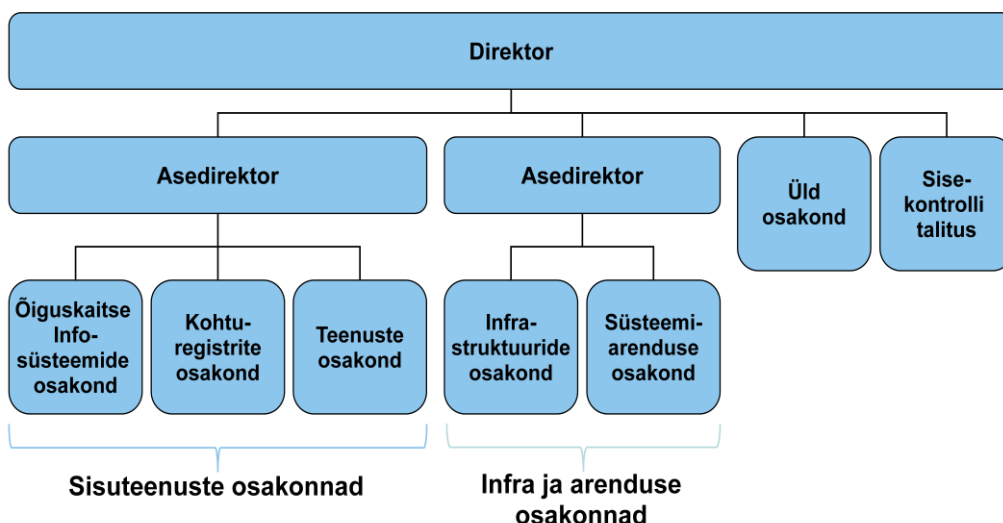 Direktor
Asedirektor
Asedirektor
Üld
osakond
Sise-
kontrolli
talitus
Õiguskaitse
Info-
süsteemide
osakond
Kohtu-
registrite
osakond
Teenuste
osakond
Infra-
struktuuride
osakond
Süsteemi-
arenduse
osakond
Sisuteenuste osakonnad
Infra ja arenduse
osakonnad